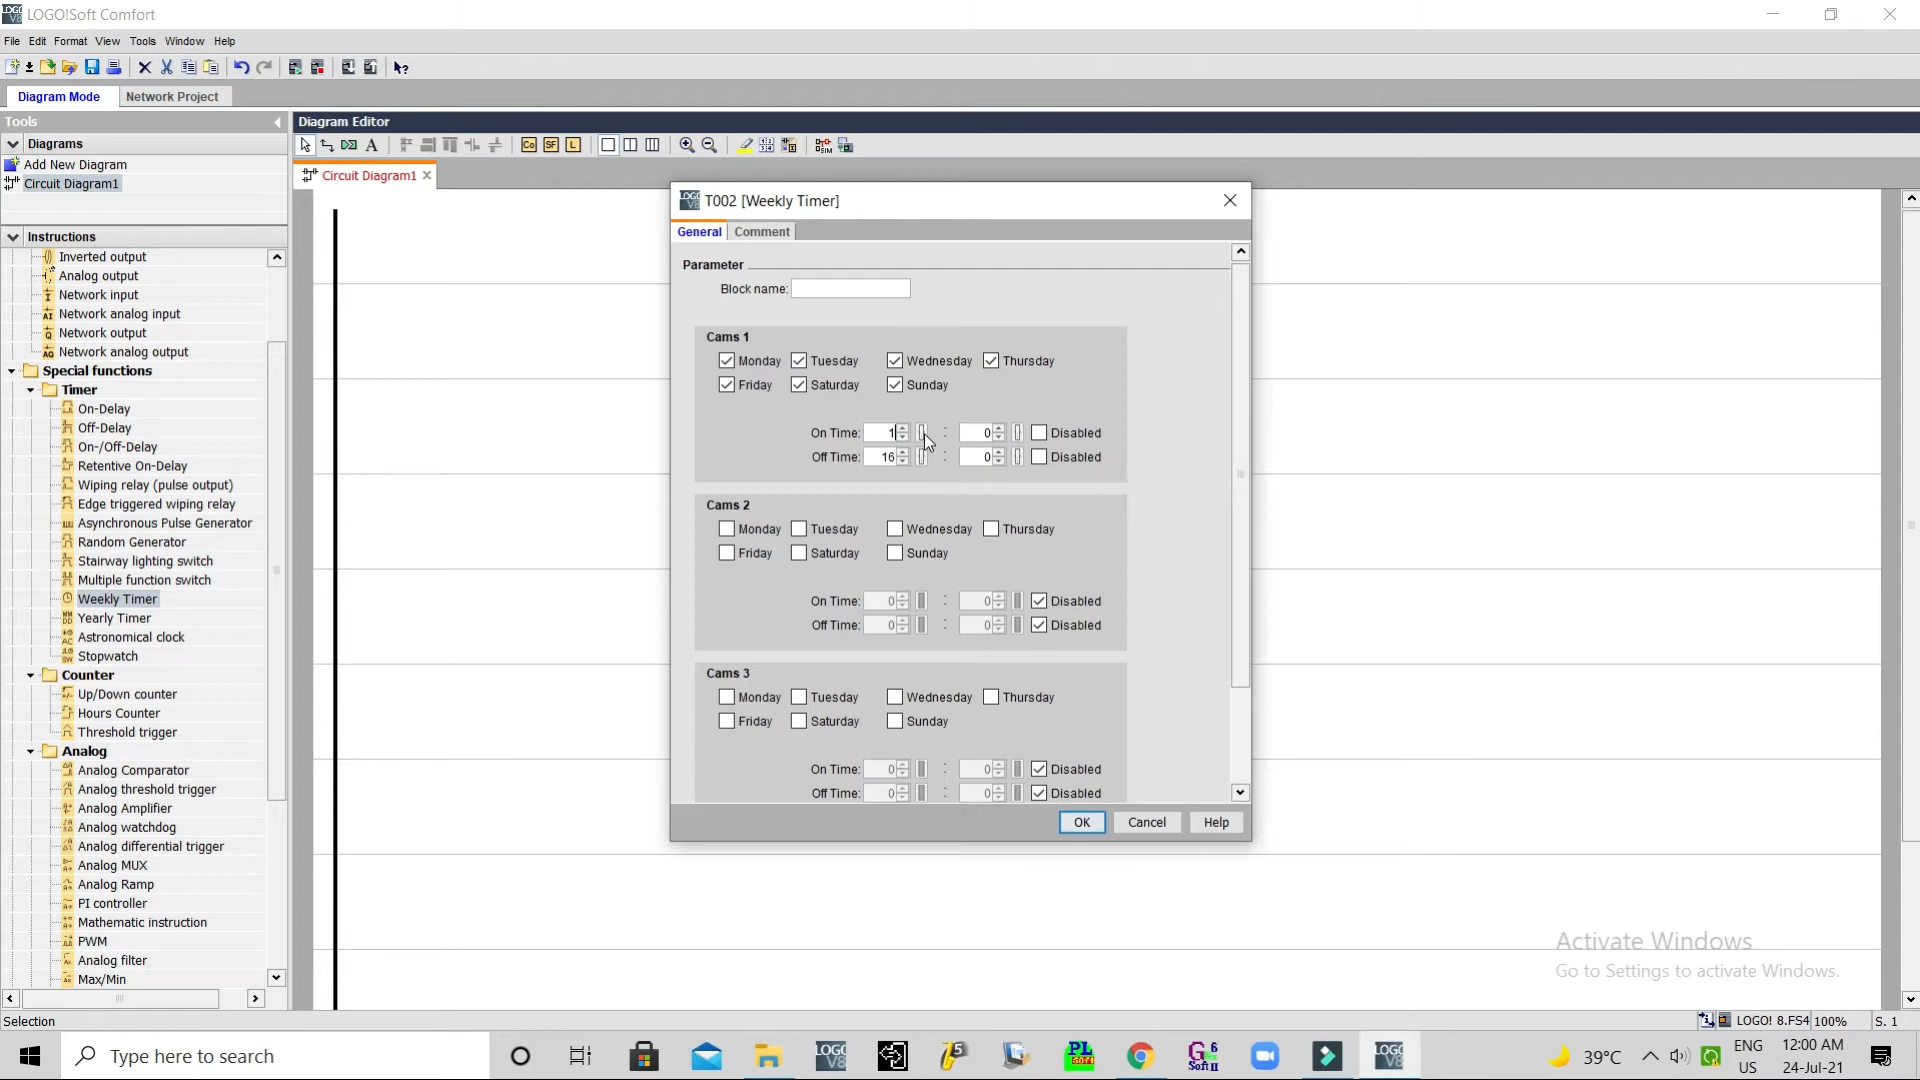 LOGO!Soft Comfort
File Edit Format View Tools Window Help
Diagram Mode Network Project
Tools
Diagrams
Add New Diagram
Circuit Diagram1
Instructions
Inverted output
Analog output
Network input
Network analog input
Network output
Network analog output
Special functions
Timer
On-Delay
Off-Delay
On-/Off-Delay
Retentive On-Delay
Wiping relay (pulse output)
Edge triggered wiping relay
Asynchronous Pulse Generator
Random Generator
Stairway lighting switch
Multiple function switch
Weekly Timer
Yearly Timer
Astronomical clock
Stopwatch
Counter
Up/Down counter
Hours Counter
Threshold trigger
Analog
Analog Comparator
Analog threshold trigger
Analog Amplifier
Analog watchdog
Analog differential trigger
Analog MUX
Analog Ramp
PI controller
Mathematic instruction
PWM
Analog filter
Max/Min
Diagram Editor
A Co SF L
Circuit Diagram1
T002 [Weekly Timer]
General Comment
Parameter
Block name:
Cams 1
Monday Tuesday Wednesday Thursday
Friday Saturday Sunday
On Time: 1 : 0 Disabled
Off Time: 16 : 0 Disabled
Cams 2
Monday Tuesday Wednesday Thursday
Friday Saturday Sunday
On Time: 0 : 0 Disabled
Off Time: 0 : 0 Disabled
Cams 3
Monday Tuesday Wednesday Thursday
Friday Saturday Sunday
On Time: 0 : 0 Disabled
Off Time: 0 : 0 Disabled
OK Cancel Help
Activate Windows
Go to Settings to activate Windows.
Selection
LOGO! 8.FS4 100% S. 1
Type here to search
39°C
ENG
US
12:00 AM
24-Jul-21